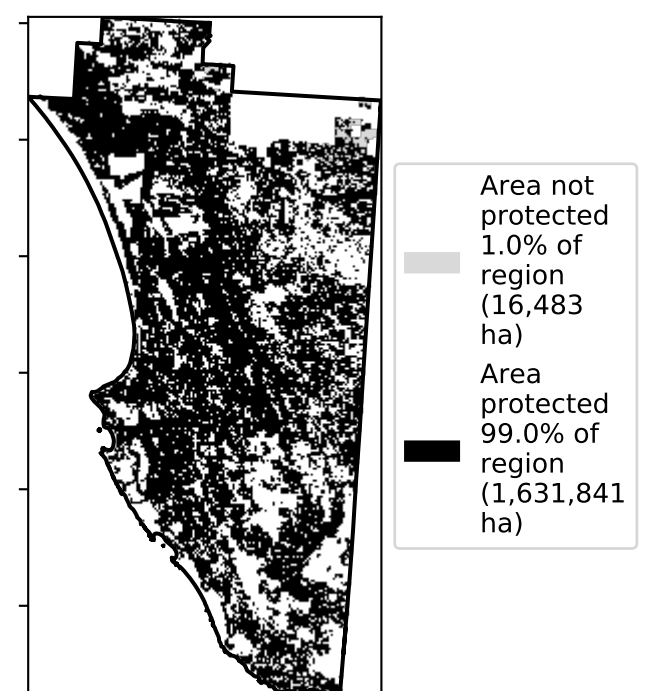 Area not
protected
1.0% of
region
(16,483
ha)
Area
protected
99.0% of
region
(1,631,841
ha)